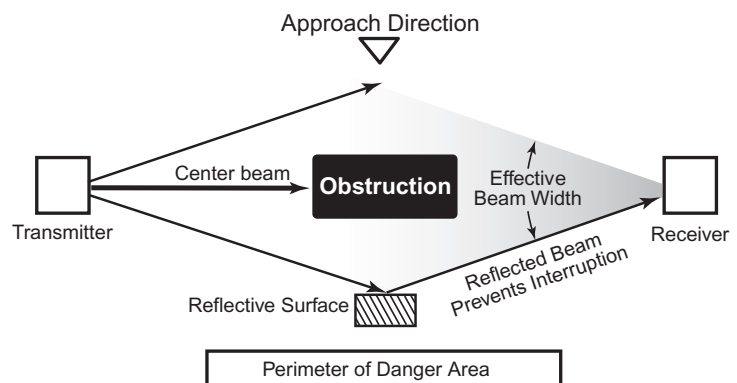 Approach Direction
Center beam
Obstruction
Effective
Beam Width
Transmitter
Receiver
Reflected Beam
Prevents Interruption
Reflective Surface
Perimeter of Danger Area